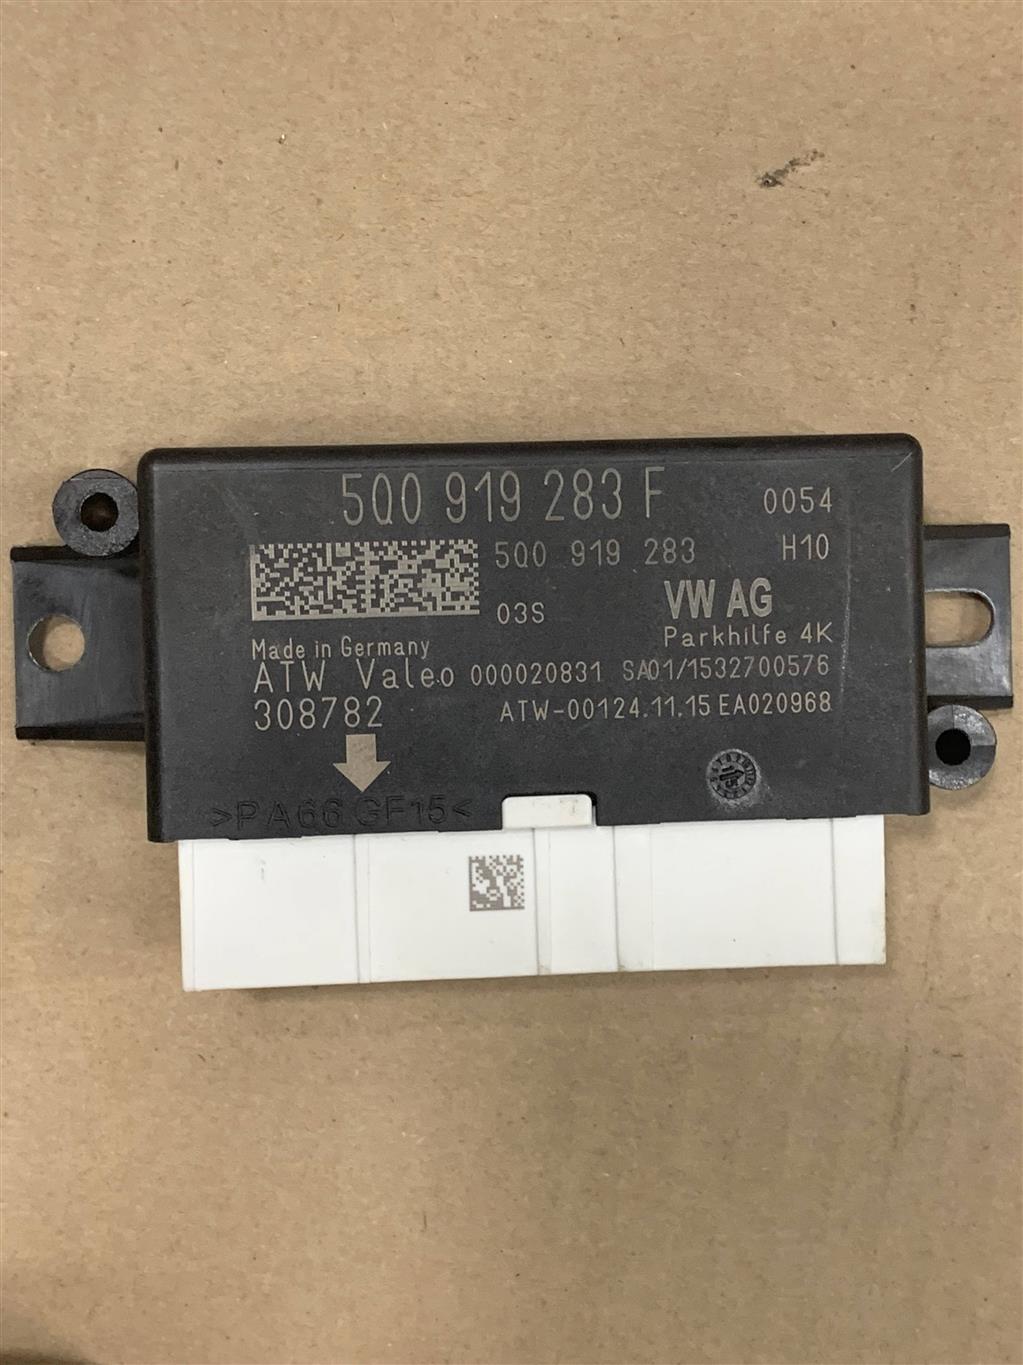 5Q0 919 283 F 0054
5Q0 919 283 H10
03S VW AG
Parkhilfe 4K
Made in Germany
ATW Valeo 000020831 SA01/1532700576
308782 ATW-00124.11.15 EA020968
>PA66 GF15<